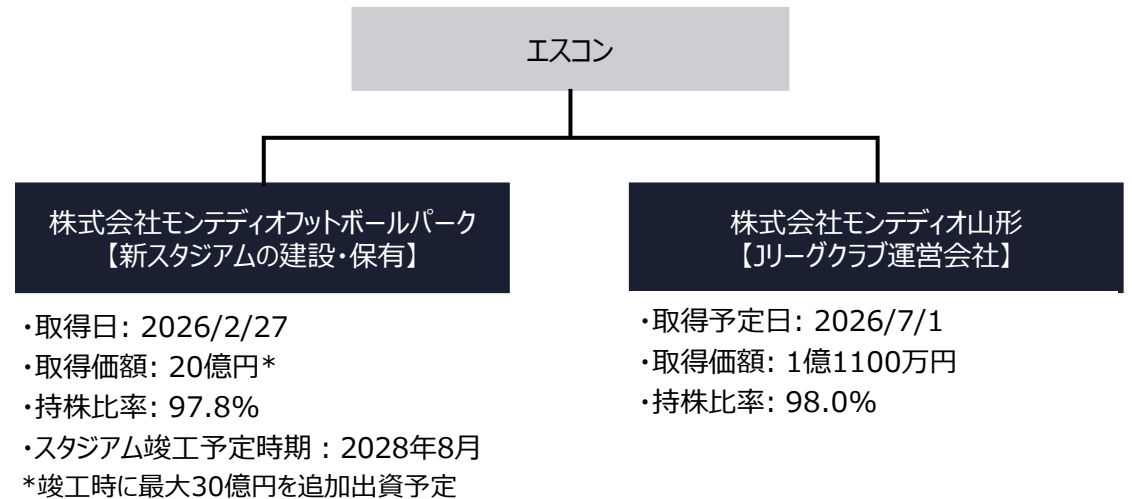 エスコン
株式会社モンテディオフットボールパーク
【新スタジアムの建設・保有】
・取得日: 2026/2/27
・取得価額: 20億円*
・持株比率: 97.8%
・スタジアム竣工予定時期：2028年8月
*竣工時に最大30億円を追加出資予定
株式会社モンテディオ山形
【Jリーグクラブ運営会社】
・取得予定日: 2026/7/1
・取得価額: 1億1100万円
・持株比率: 98.0%